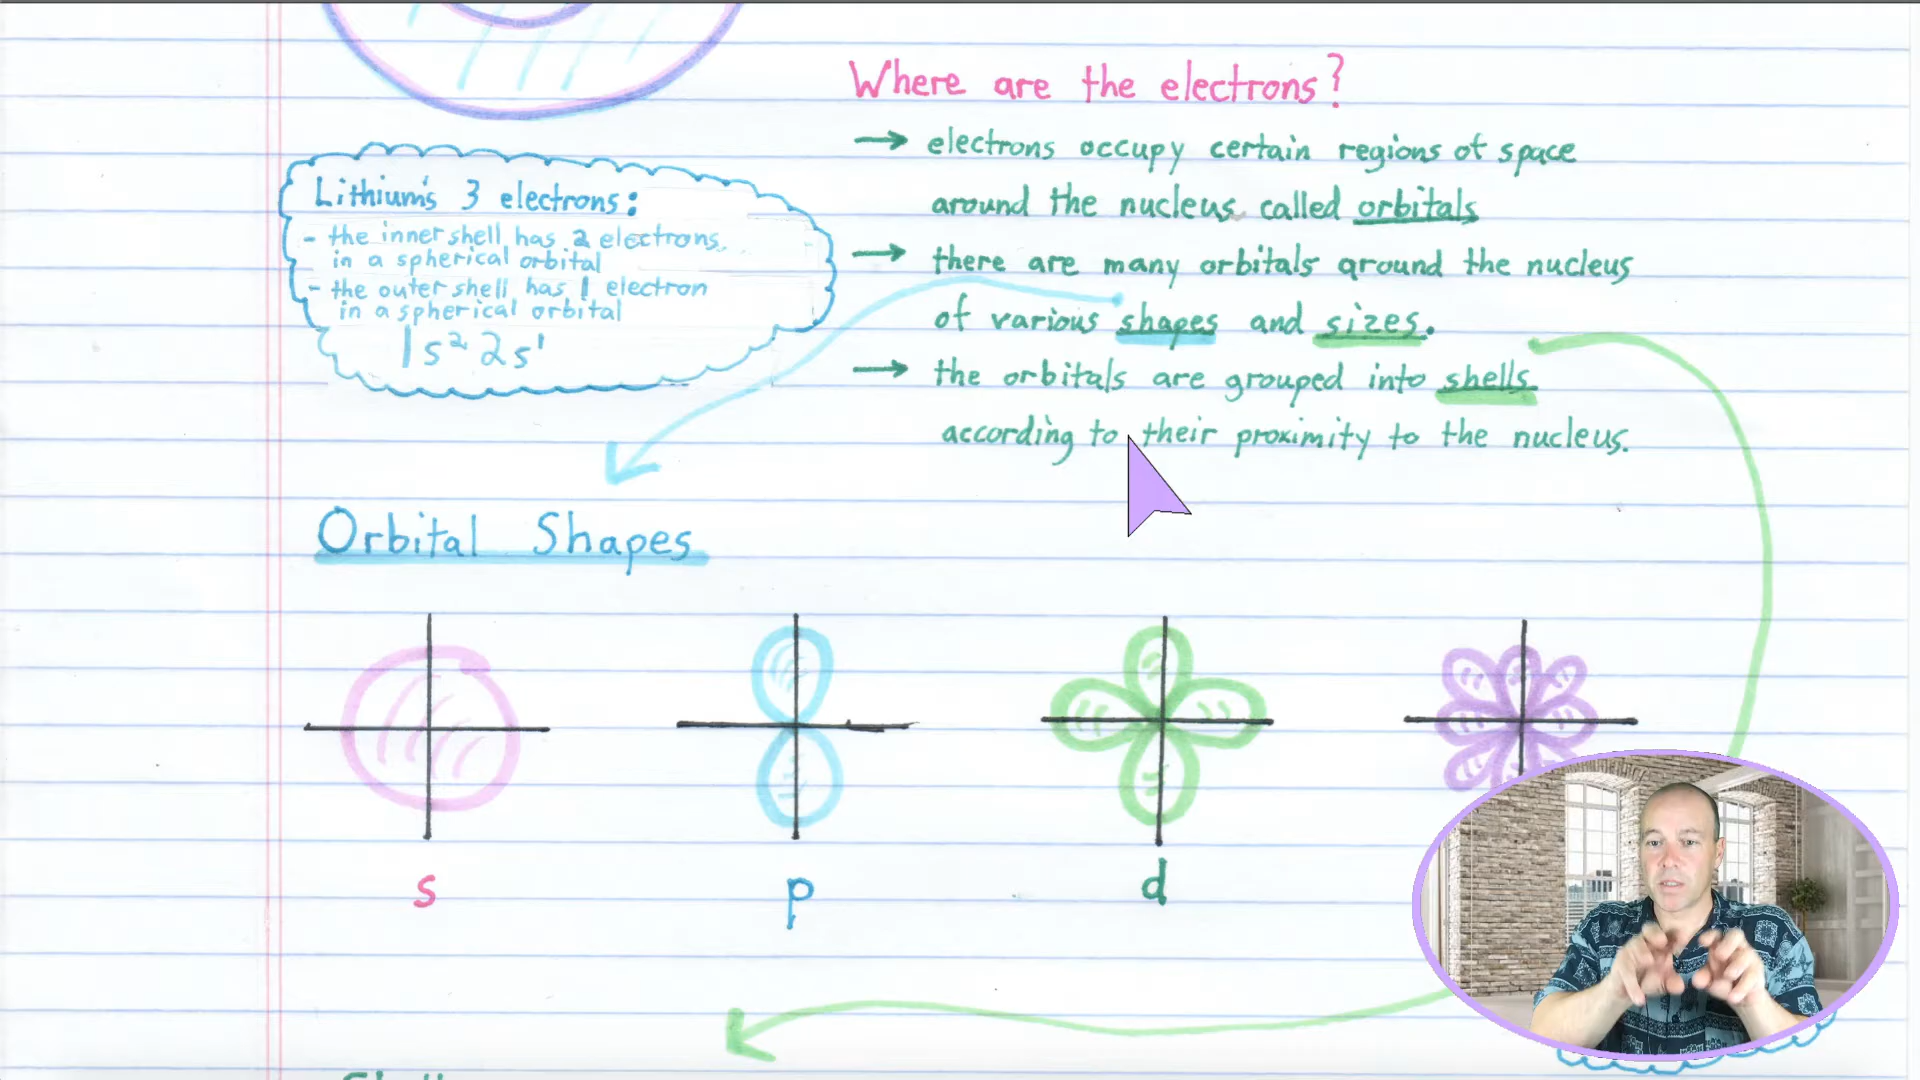 Where are the electrons?
→ electrons occupy certain regions of space
around the nucleus called orbitals
→ there are many orbitals around the nucleus
of various shapes and sizes.
→ the orbitals are grouped into shells
according to their proximity to the nucleus.
Lithium's 3 electrons:
- the inner shell has 2 electrons
in a spherical orbital
- the outer shell has 1 electron
in a spherical orbital
1s² 2s¹
Orbital Shapes
s
p
d